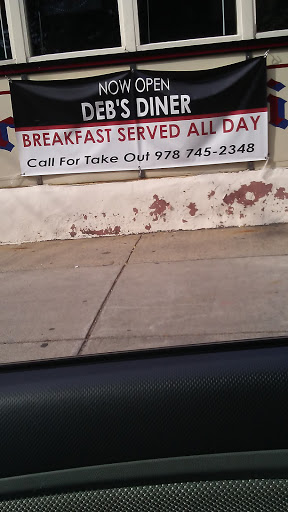 NOW OPEN
DEB'S DINER
BREAKFAST SERVED ALL DAY
Call For Take Out 978 745-2348